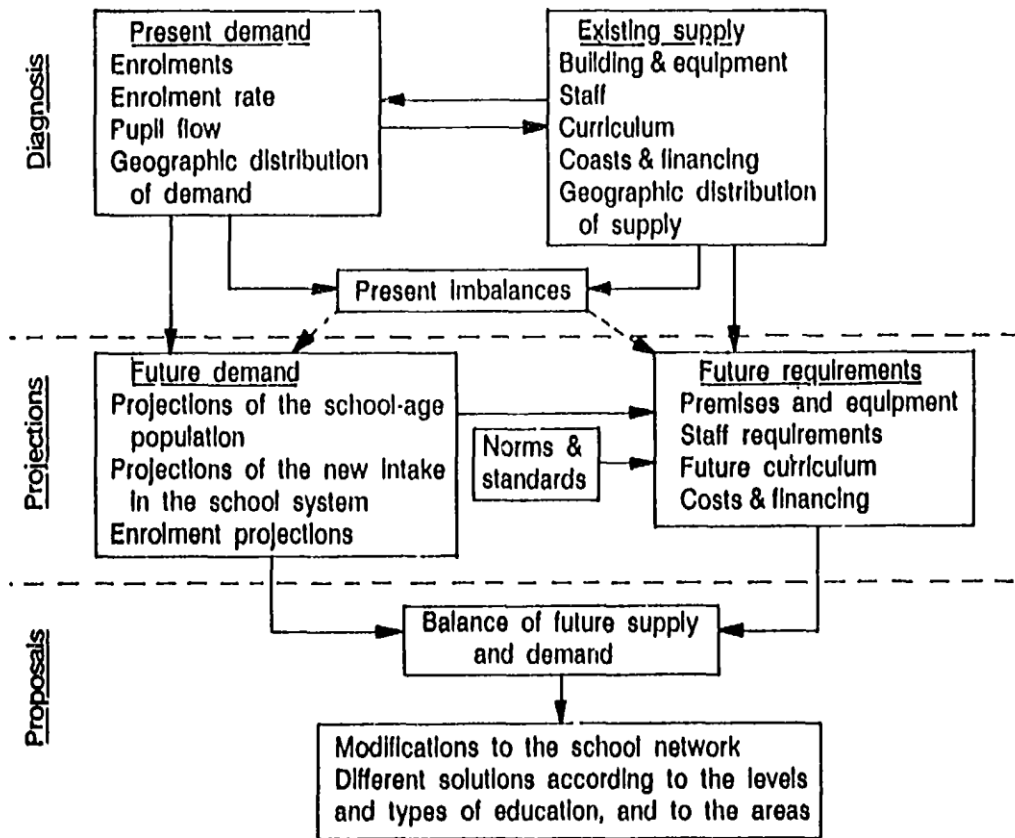 Diagnosis
Present demand
Enrolments
Enrolment rate
Pupil flow
Geographic distribution
of demand
Existing supply
Building & equipment
Staff
Curriculum
Coasts & financing
Geographic distribution
of supply
Present Imbalances
Projections
Future demand
Projections of the school-age
population
Projections of the new intake
in the school system
Enrolment projections
Norms &
standards
Future requirements
Premises and equipment
Staff requirements
Future curriculum
Costs & financing
Proposals
Balance of future supply
and demand
Modifications to the school network
Different solutions according to the levels
and types of education, and to the areas